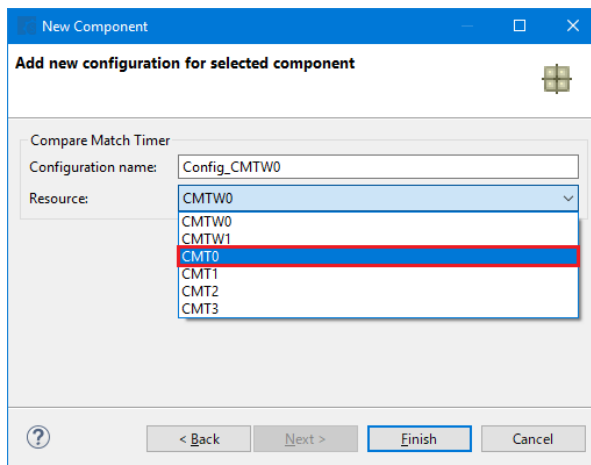 New Component
Add new configuration for selected component
Compare Match Timer
Configuration name: Config_CMTW0
Resource: CMTW0
CMTW0
CMTW1
CMT0
CMT1
CMT2
CMT3
? < Back Next > Finish Cancel